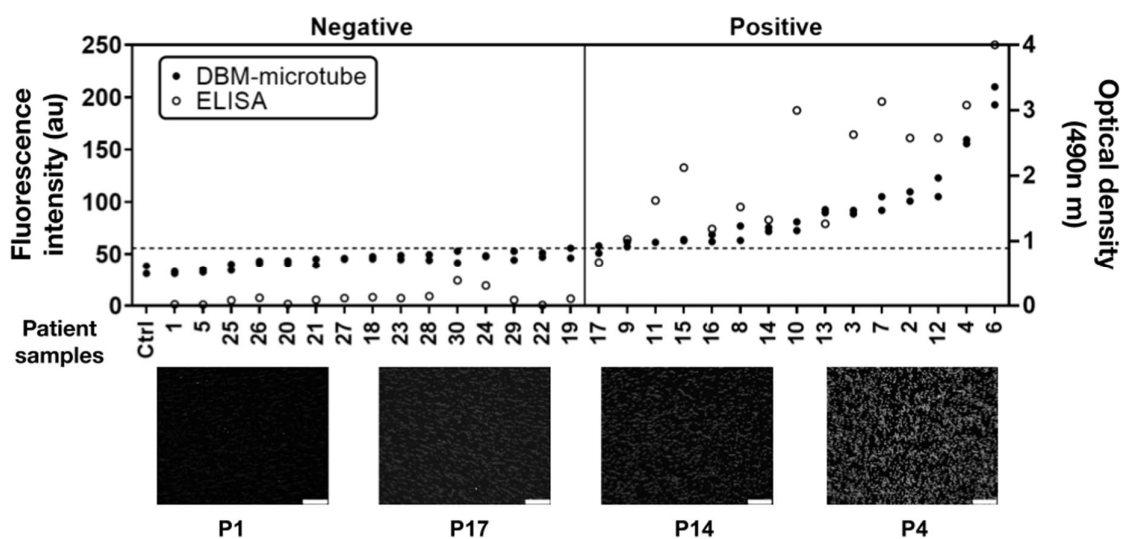 Negative
Positive
250
200
150
100
50
0
Fluorescence
intensity (au)
DBM-microtube
ELISA
4
3
2
1
0
Optical density
(490n m)
Patient
samples
Ctrl 1 5 25 26 20 21 27 18 23 28 30 24 29 22 19 17 9 11 15 16 8 14 10 13 3 7 2 12 4 6
P1
P17
P14
P4